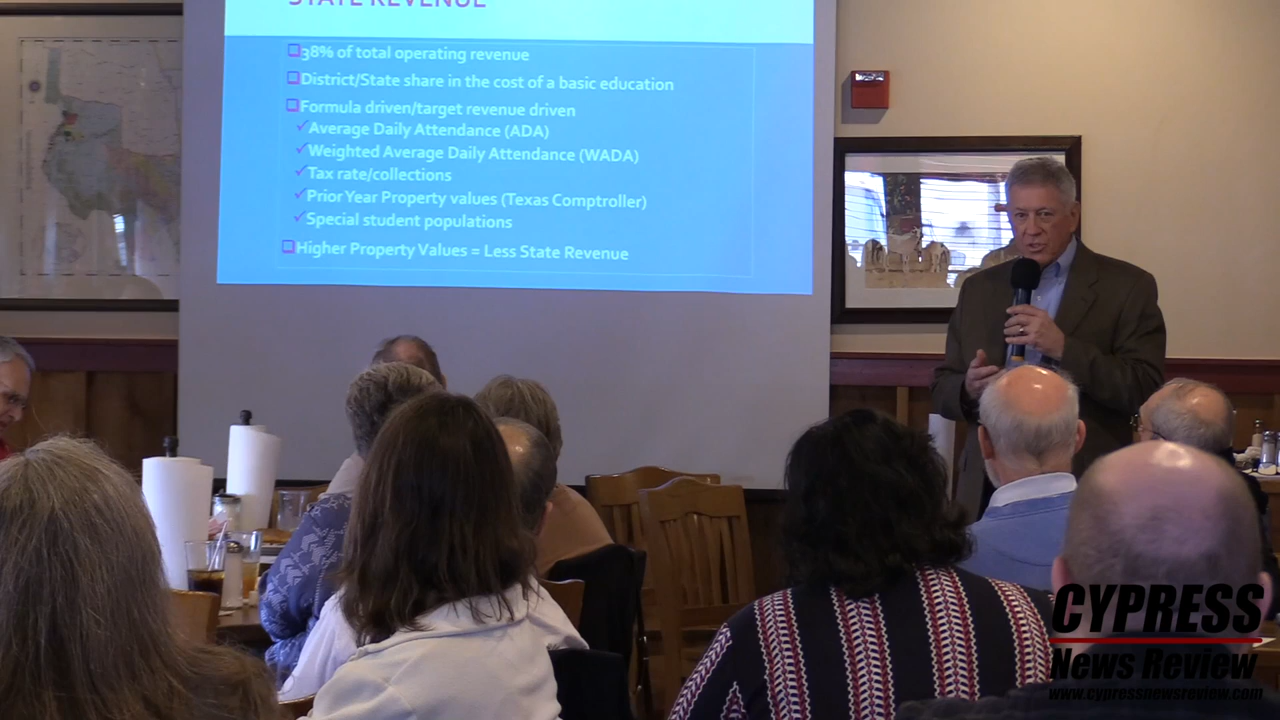 STATE REVENUE
38% of total operating revenue
District/State share in the cost of a basic education
Formula driven/target revenue driven
Average Daily Attendance (ADA)
Weighted Average Daily Attendance (WADA)
Tax rate/collections
Prior Year Property values (Texas Comptroller)
Special student populations
Higher Property Values = Less State Revenue
CYPRESS
News Review
www.cypressnewsreview.com